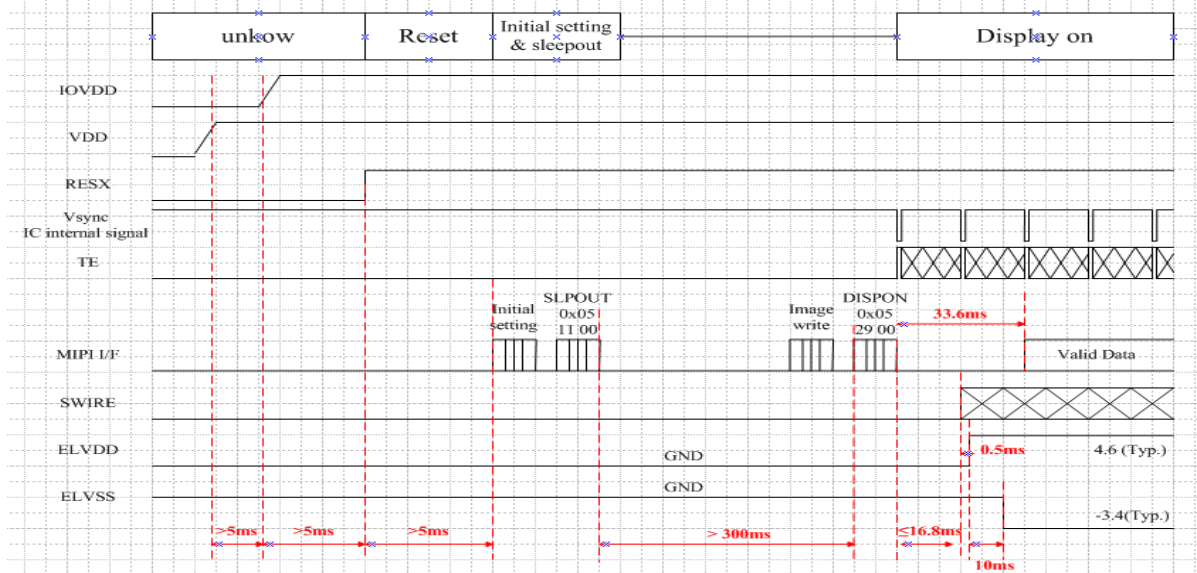 unkow
Reset
Initial setting
& sleepout
Display on
IOVDD
VDD
RESX
Vsync
IC internal signal
TE
Initial
setting
SLPOUT
0x05
11 00
Image
write
DISPON
0x05
29 00
33.6ms
MIPI I/F
Valid Data
SWIRE
ELVDD
GND
0.5ms
4.6 (Typ.)
ELVSS
GND
-3.4(Typ.)
>5ms
>5ms
>5ms
> 300ms
≤16.8ms
10ms